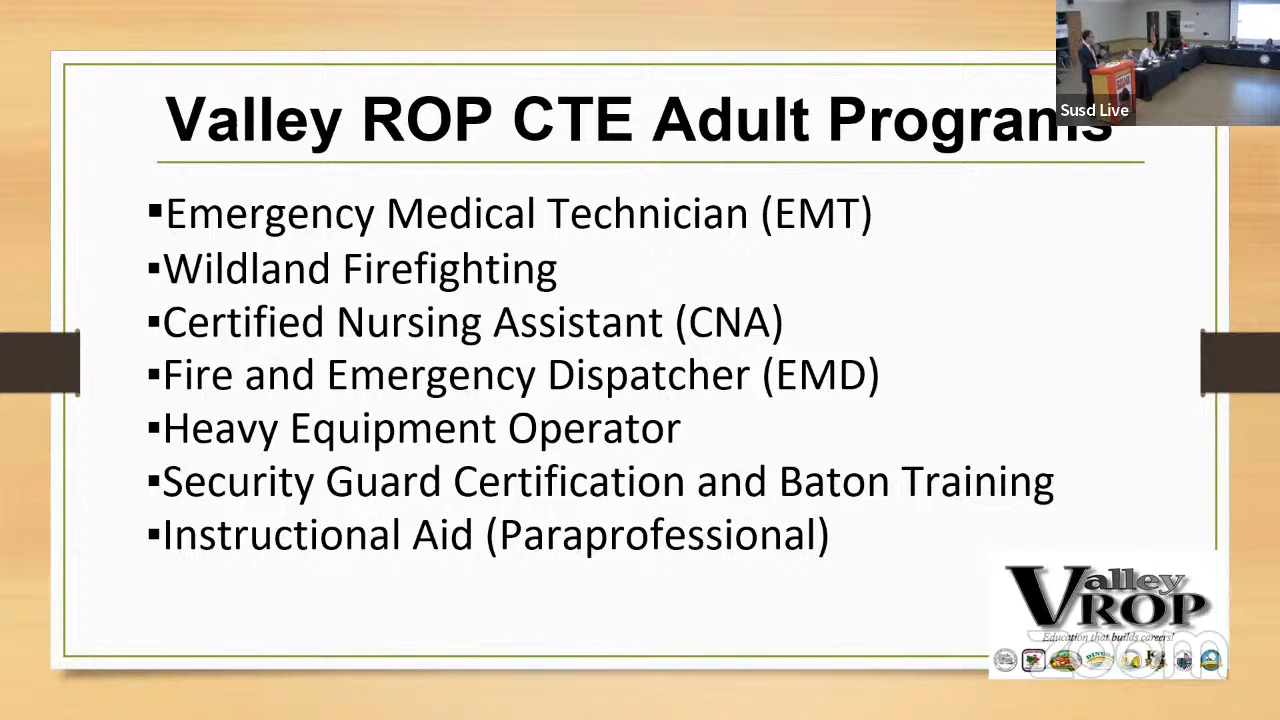 Susd Live
Valley ROP CTE Adult Programs
▪Emergency Medical Technician (EMT)
▪Wildland Firefighting
▪Certified Nursing Assistant (CNA)
▪Fire and Emergency Dispatcher (EMD)
▪Heavy Equipment Operator
▪Security Guard Certification and Baton Training
▪Instructional Aid (Paraprofessional)
Valley
ROP
Education that builds careers!
zoom